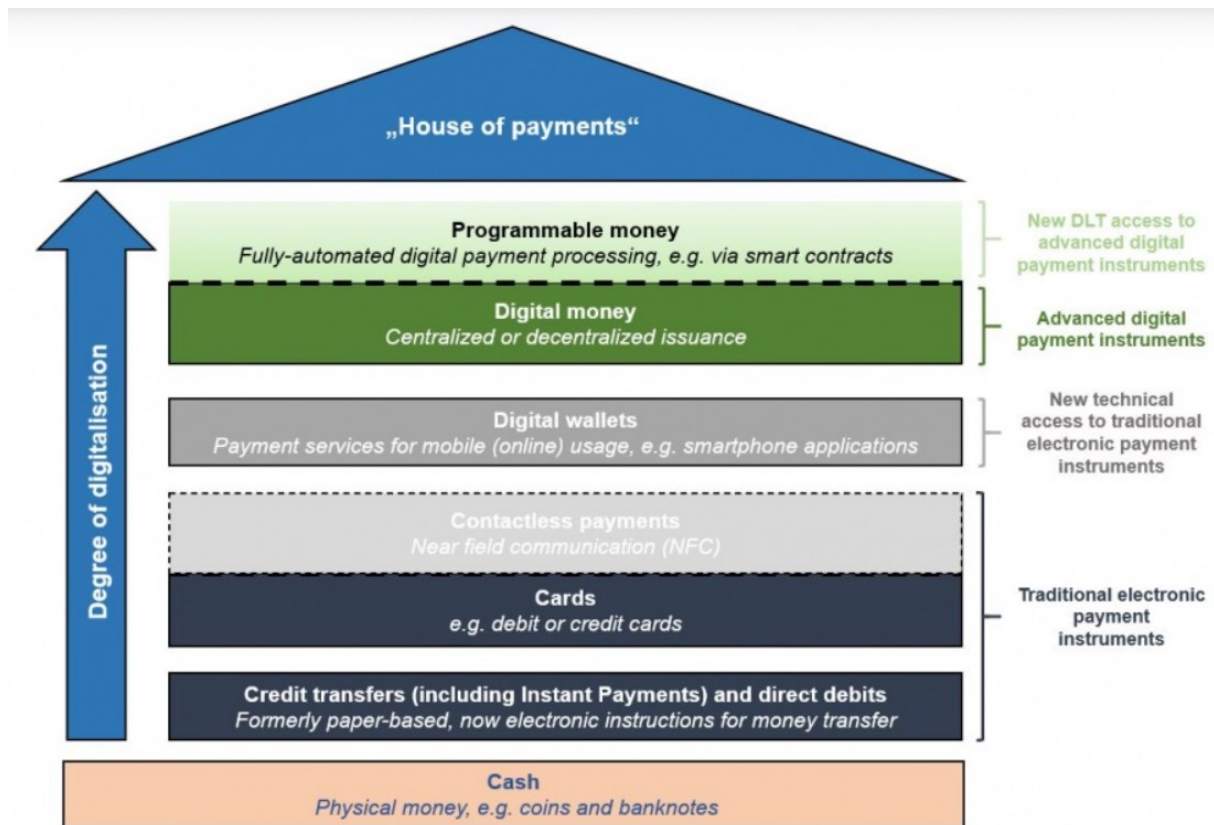 „House of payments“
Degree of digitalisation
Programmable money
Fully-automated digital payment processing, e.g. via smart contracts
New DLT access to
advanced digital
payment instruments
Digital money
Centralized or decentralized issuance
Advanced digital
payment instruments
Digital wallets
Payment services for mobile (online) usage, e.g. smartphone applications
New technical
access to traditional
electronic payment
instruments
Contactless payments
Near field communication (NFC)
Cards
e.g. debit or credit cards
Traditional electronic
payment
instruments
Credit transfers (including Instant Payments) and direct debits
Formerly paper-based, now electronic instructions for money transfer
Cash
Physical money, e.g. coins and banknotes